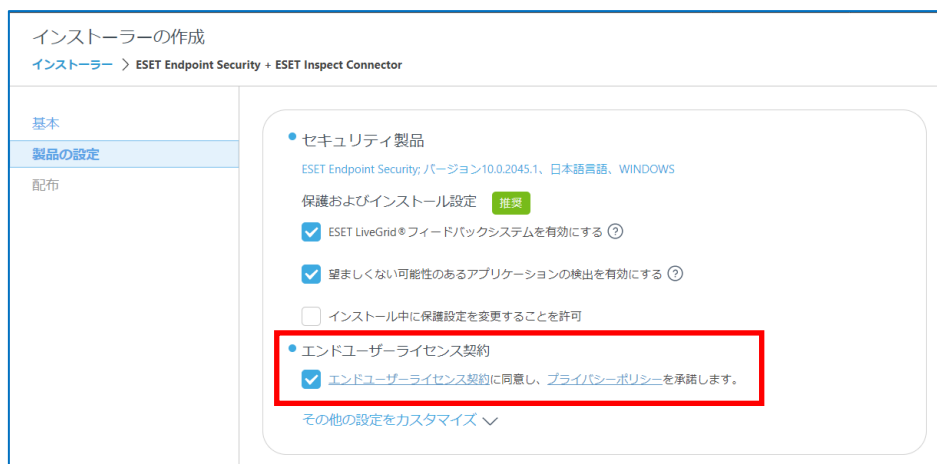 インストーラーの作成
インストーラー > ESET Endpoint Security + ESET Inspect Connector
基本
製品の設定
配布
セキュリティ製品
ESET Endpoint Security; バージョン10.0.2045.1、日本語言語、WINDOWS
保護およびインストール設定 推奨
ESET LiveGrid®フィードバックシステムを有効にする ?
望ましくない可能性のあるアプリケーションの検出を有効にする ?
インストール中に保護設定を変更することを許可
エンドユーザーライセンス契約
エンドユーザーライセンス契約に同意し、プライバシーポリシーを承諾します。
その他の設定をカスタマイズ